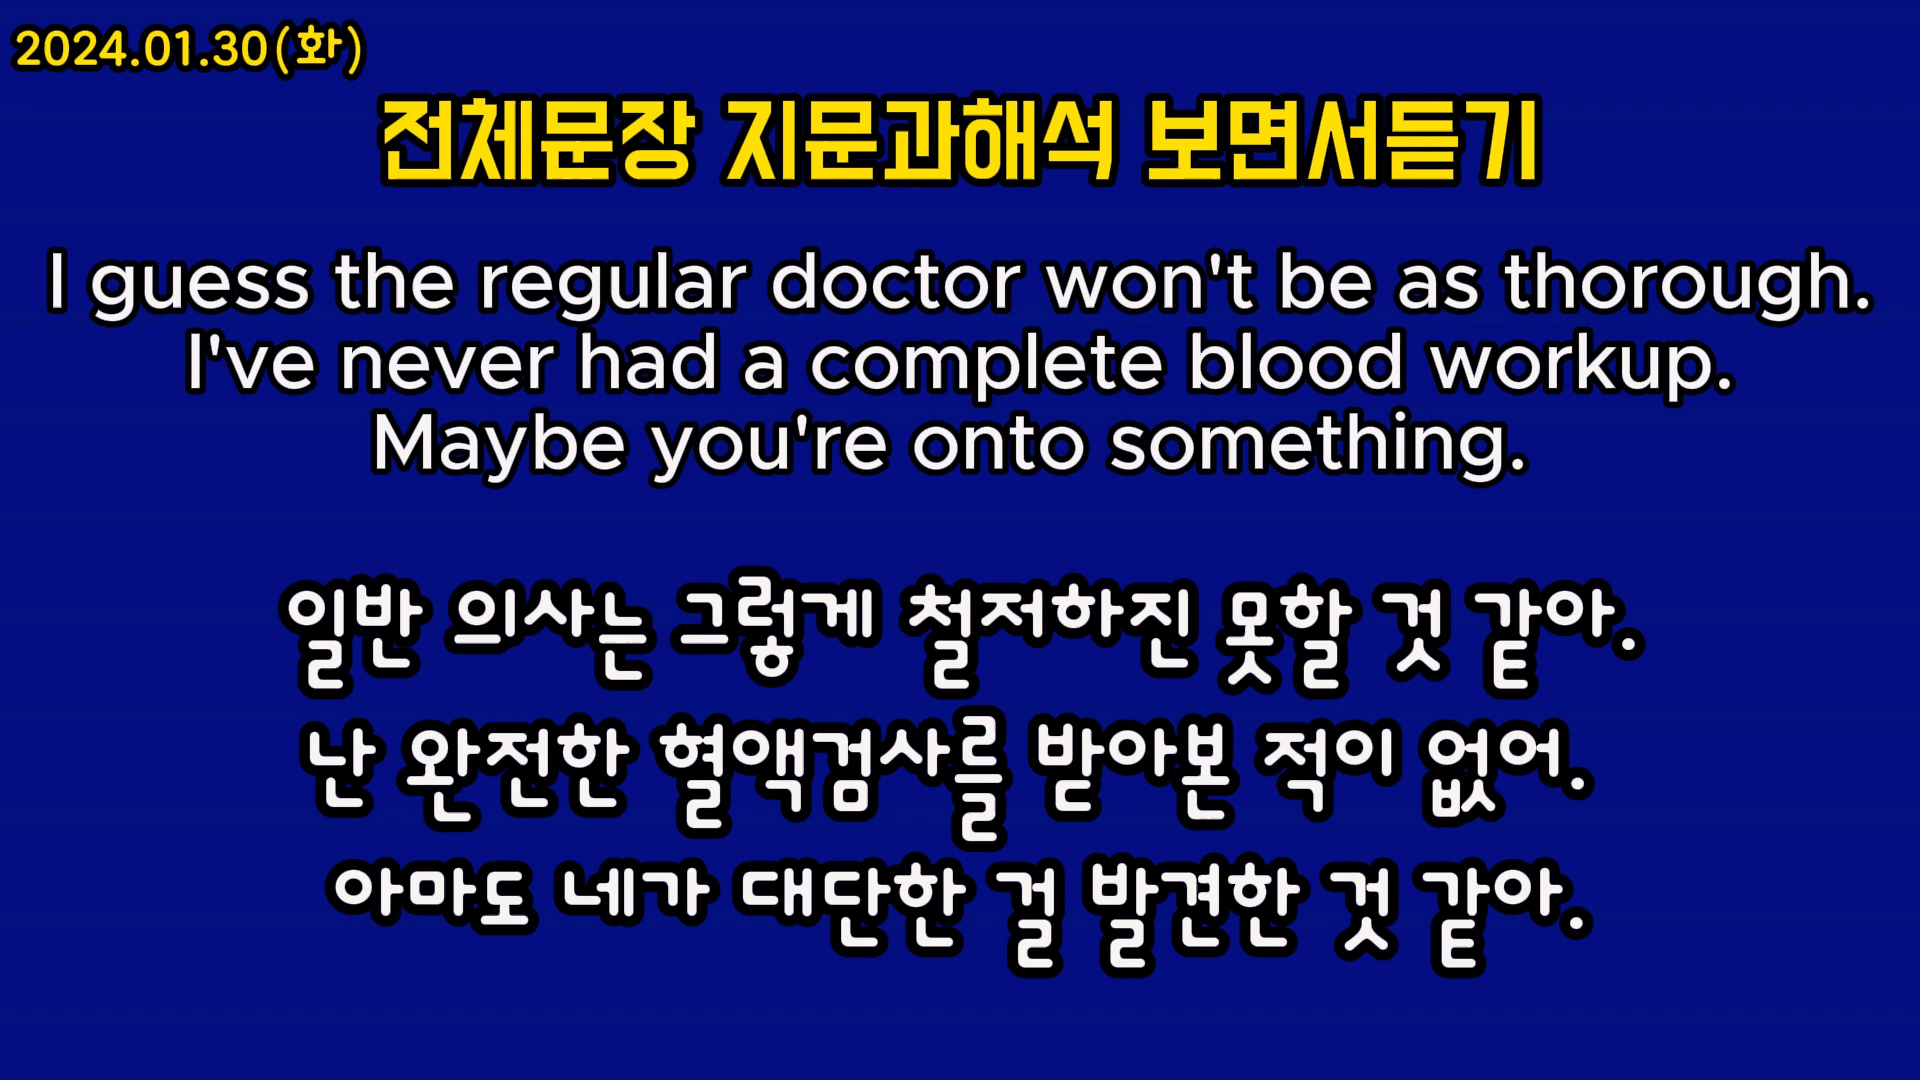 2024.01.30(화)
전체문장 지문과해석 보면서듣기
I guess the regular doctor won't be as thorough.
I've never had a complete blood workup.
Maybe you're onto something.
일반 의사는 그렇게 철저하진 못할 것 같아.
난 완전한 혈액검사를 받아본 적이 없어.
아마도 네가 대단한 걸 발견한 것 같아.